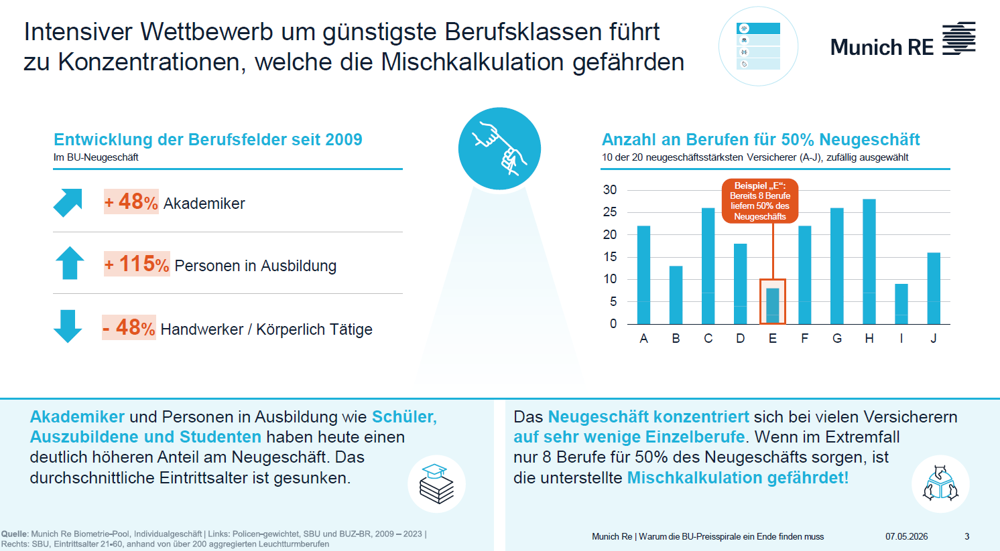 Intensiver Wettbewerb um günstigste Berufsklassen führt
zu Konzentrationen, welche die Mischkalkulation gefährden
Munich RE
Entwicklung der Berufsfelder seit 2009
Im BU-Neugeschäft
+ 48% Akademiker
+ 115% Personen in Ausbildung
- 48% Handwerker / Körperlich Tätige
Anzahl an Berufen für 50% Neugeschäft
10 der 20 neugeschäftsstärksten Versicherer (A-J), zufällig ausgewählt
Beispiel „E“:
Bereits 8 Berufe
liefern 50% des
Neugeschäfts
30
25
20
15
10
5
0
A B C D E F G H I J
Akademiker und Personen in Ausbildung wie Schüler,
Auszubildene und Studenten haben heute einen
deutlich höheren Anteil am Neugeschäft. Das
durchschnittliche Eintrittsalter ist gesunken.
Das Neugeschäft konzentriert sich bei vielen Versicherern
auf sehr wenige Einzelberufe. Wenn im Extremfall
nur 8 Berufe für 50% des Neugeschäfts sorgen, ist
die unterstellte Mischkalkulation gefährdet!
Quelle: Munich Re Biometrie-Pool, Individualgeschäft | Links: Policen-gewichtet, SBU und BUZ-BR, 2009 – 2023 |
Rechts: SBU, Eintrittsalter 21-60, anhand von über 200 aggregierten Leuchtturmberufen
Munich Re | Warum die BU-Preisspirale ein Ende finden muss
07.05.2026
3